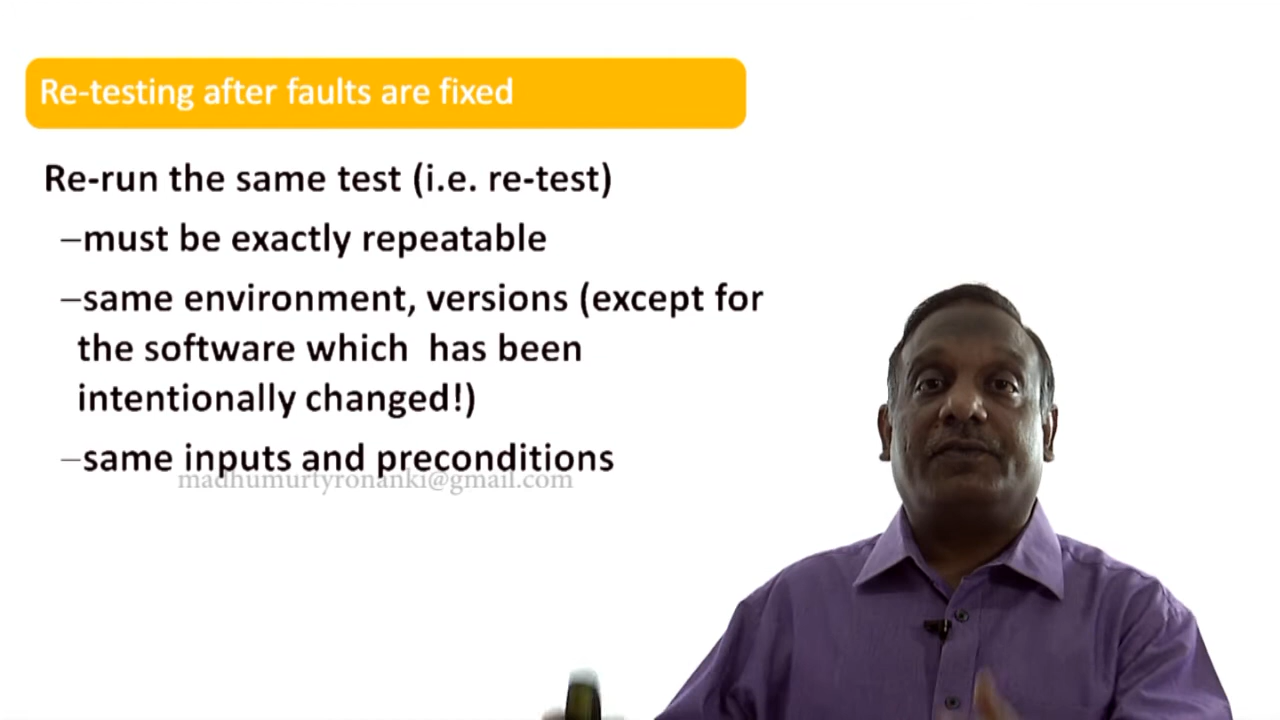 Re-testing after faults are fixed
Re-run the same test (i.e. re-test)
–must be exactly repeatable
–same environment, versions (except for
the software which has been
intentionally changed!)
–same inputs and preconditions
madhumurtyronanki@gmail.com